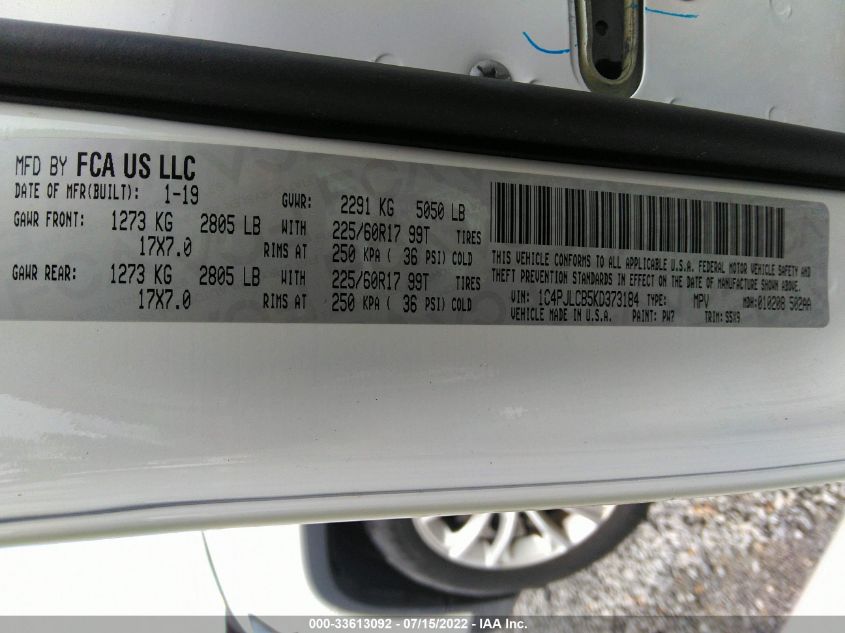 MFD BY FCA US LLC
DATE OF MFR(BUILT): 1-19 GVWR: 2291 KG 5050 LB
GAWR FRONT: 1273 KG 2805 LB WITH 225/60R17 99T TIRES
17X7.0 RIMS AT 250 KPA ( 36 PSI) COLD
GAWR REAR: 1273 KG 2805 LB WITH 225/60R17 99T TIRES
17X7.0 RIMS AT 250 KPA ( 36 PSI) COLD
THIS VEHICLE CONFORMS TO ALL APPLICABLE U.S.A. FEDERAL MOTOR VEHICLE SAFETY AND
THEFT PREVENTION STANDARDS IN EFFECT ON THE DATE OF MANUFACTURE SHOWN ABOVE.
VIN: 1C4PJLCB5KD373184 TYPE: MPV MDH: 010208 502AA
VEHICLE MADE IN U.S.A. PAINT: PW7 TRIM: S5X9
000-33613092 - 07/15/2022 - IAA Inc.